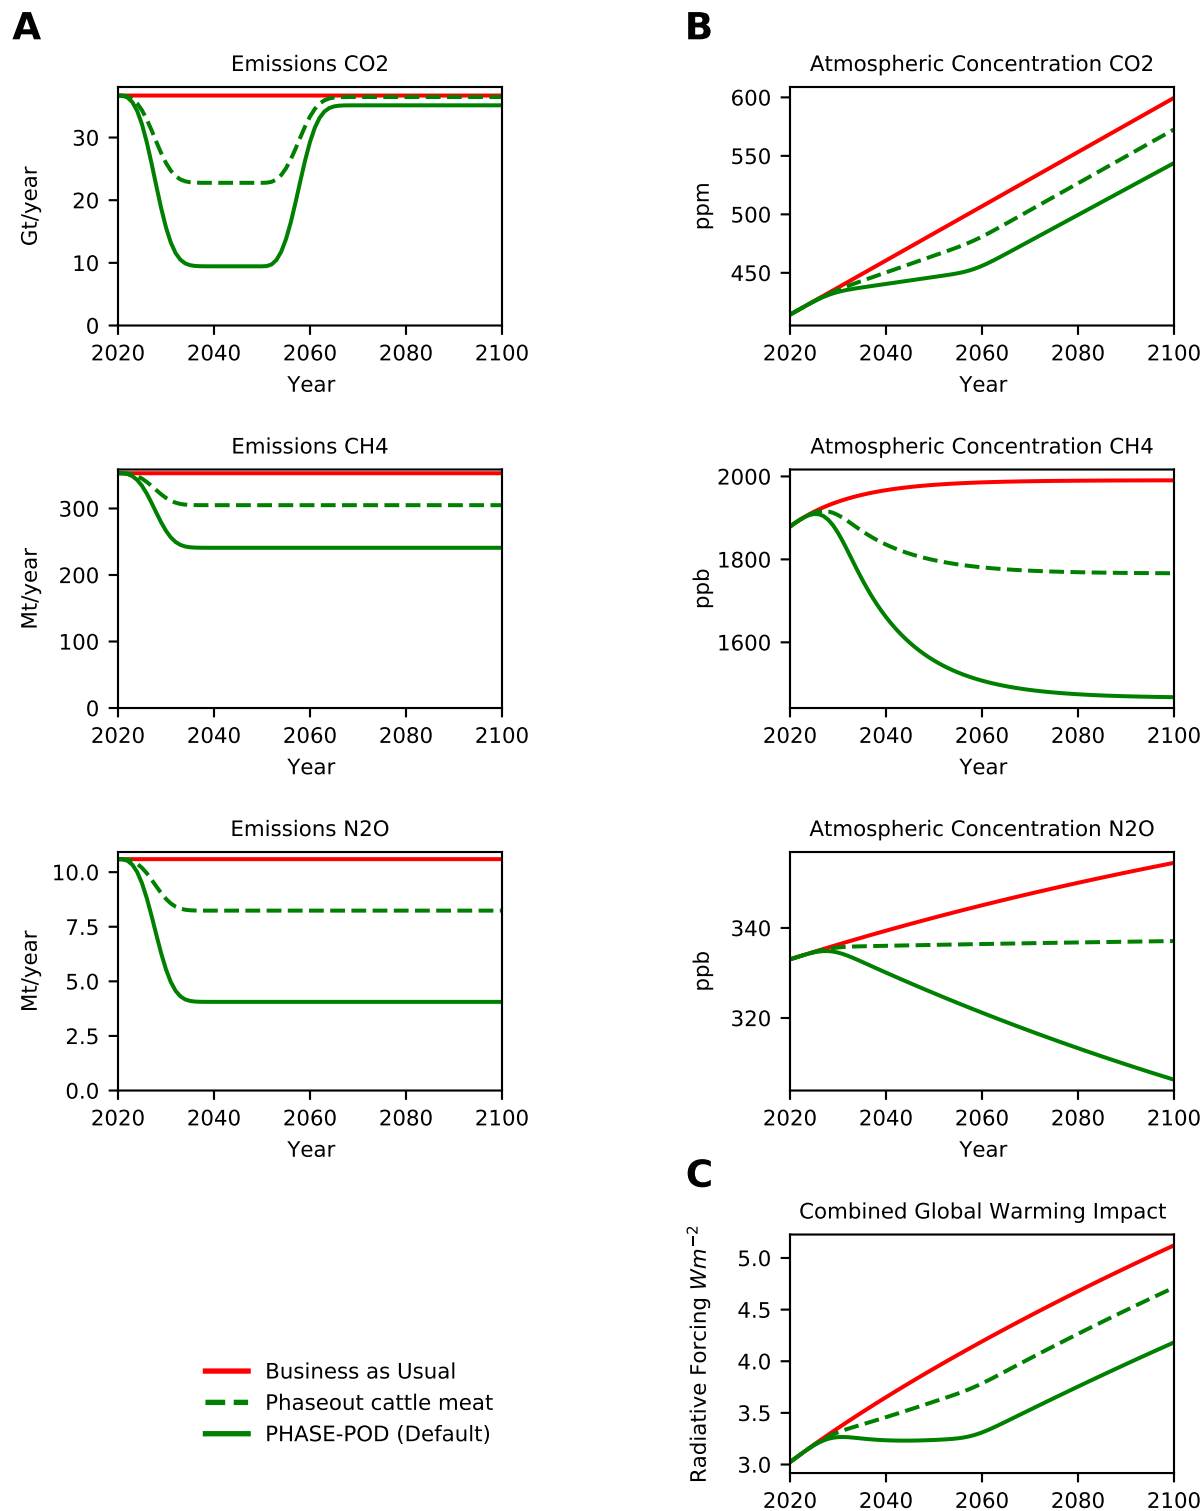 A
B
Emissions CO2
Gt/year
30
20
10
0
2020 2040 2060 2080 2100
Year
Atmospheric Concentration CO2
ppm
600
550
500
450
2020 2040 2060 2080 2100
Year
Emissions CH4
Mt/year
300
200
100
0
2020 2040 2060 2080 2100
Year
Atmospheric Concentration CH4
ppb
2000
1800
1600
2020 2040 2060 2080 2100
Year
Emissions N2O
Mt/year
10.0
7.5
5.0
2.5
0.0
2020 2040 2060 2080 2100
Year
Atmospheric Concentration N2O
ppb
340
320
2020 2040 2060 2080 2100
Year
C
Combined Global Warming Impact
Radiative Forcing Wm⁻²
5.0
4.5
4.0
3.5
3.0
2020 2040 2060 2080 2100
Business as Usual
Phaseout cattle meat
PHASE-POD (Default)